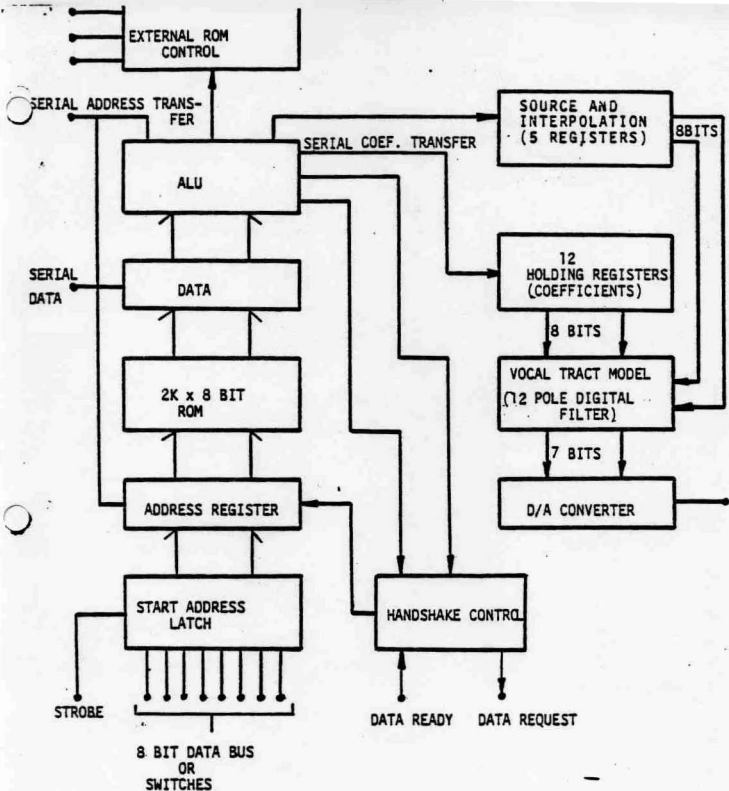 EXTERNAL ROM
CONTROL
SERIAL ADDRESS TRANS-
FER
SOURCE AND
INTERPOLATION
(5 REGISTERS)
8BITS
SERIAL COEF. TRANSFER
ALU
12
HOLDING REGISTERS
(COEFFICIENTS)
SERIAL
DATA
DATA
8 BITS
2K x 8 BIT
ROM
VOCAL TRACT MODEL
(12 POLE DIGITAL
FILTER)
7 BITS
ADDRESS REGISTER
D/A CONVERTER
START ADDRESS
LATCH
HANDSHAKE CONTROL
STROBE
DATA READY
DATA REQUEST
8 BIT DATA BUS
OR
SWITCHES